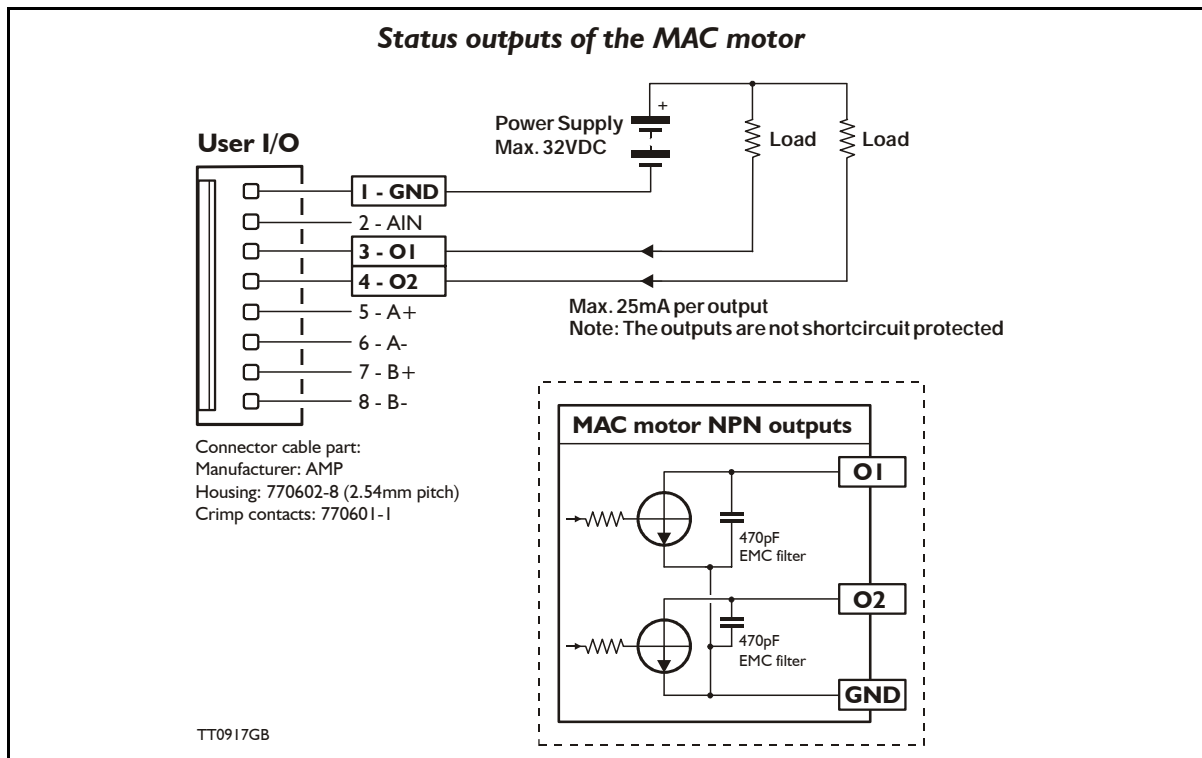 Status outputs of the MAC motor
User I/O
Power Supply
Max. 32VDC
+
Load
Load
1 - GND
2 - AIN
3 - O1
4 - O2
5 - A+
6 - A-
7 - B+
8 - B-
Max. 25mA per output
Note: The outputs are not shortcircuit protected
Connector cable part:
Manufacturer: AMP
Housing: 770602-8 (2.54mm pitch)
Crimp contacts: 770601-1
MAC motor NPN outputs
O1
470pF
EMC filter
O2
470pF
EMC filter
GND
TT0917GB